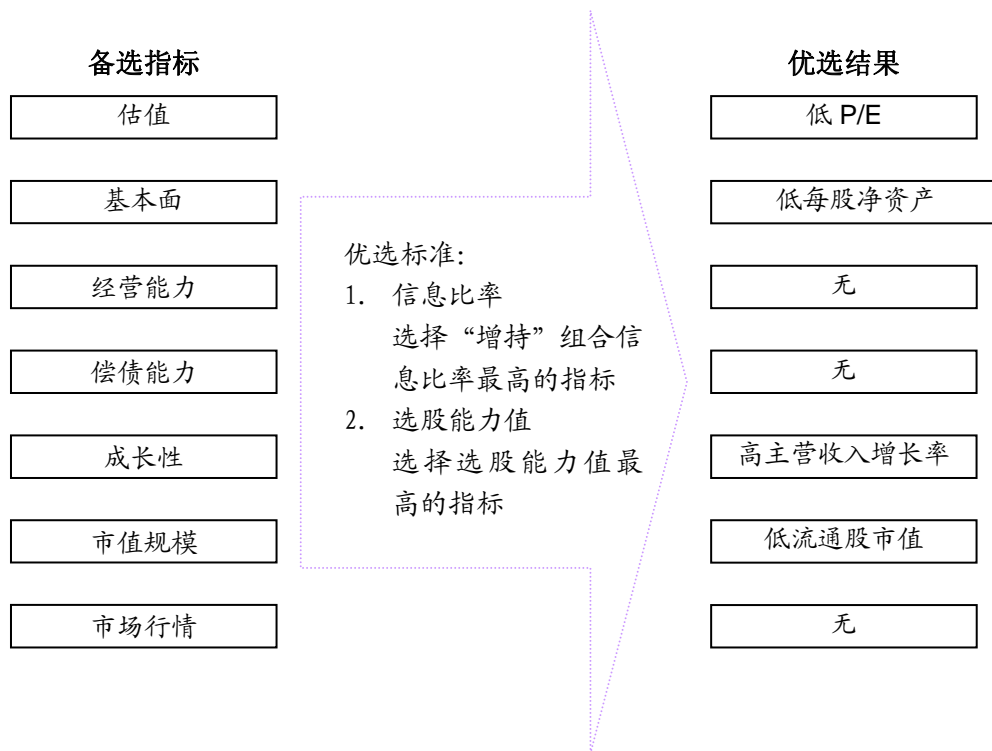 备选指标
估值
基本面
经营能力
偿债能力
成长性
市值规模
市场行情
优选标准:
1. 信息比率
选择“增持”组合信
息比率最高的指标
2. 选股能力值
选择选股能力值最
高的指标
优选结果
低 P/E
低每股净资产
无
无
高主营收入增长率
低流通股市值
无